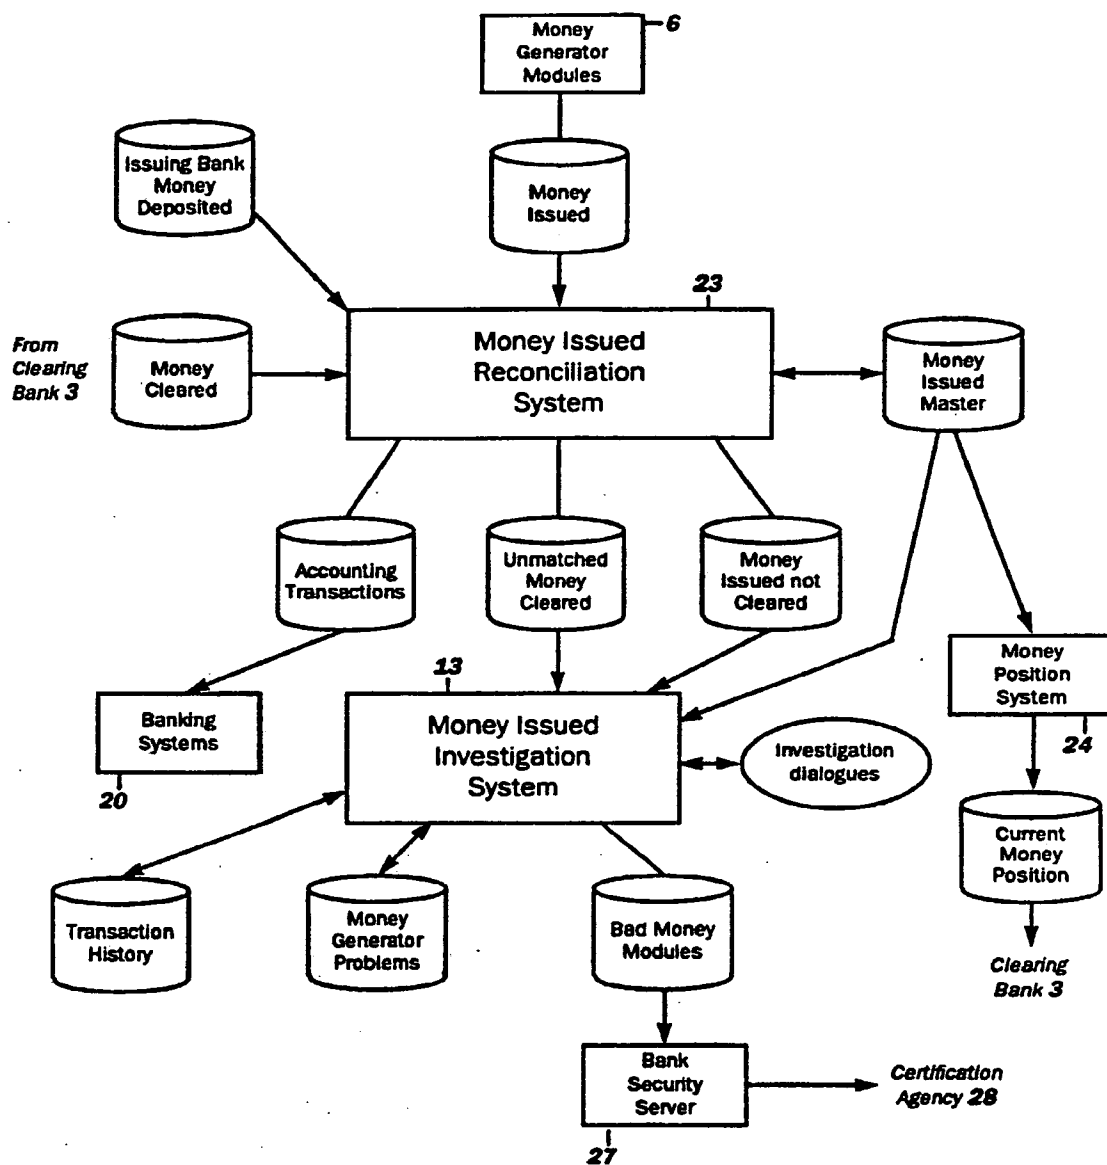 Money
Generator
Modules
6
Issuing Bank
Money
Deposited
Money
Issued
23
From
Clearing
Bank 3
Money
Cleared
Money Issued
Reconciliation
System
Money
Issued
Master
Accounting
Transactions
Unmatched
Money
Cleared
Money
Issued not
Cleared
13
Banking
Systems
20
Money Issued
Investigation
System
Investigation
dialogues
Money
Position
System
24
Current
Money
Position
Transaction
History
Money
Generator
Problems
Bad Money
Modules
Clearing
Bank 3
Bank
Security
Server
27
Certification
Agency 28